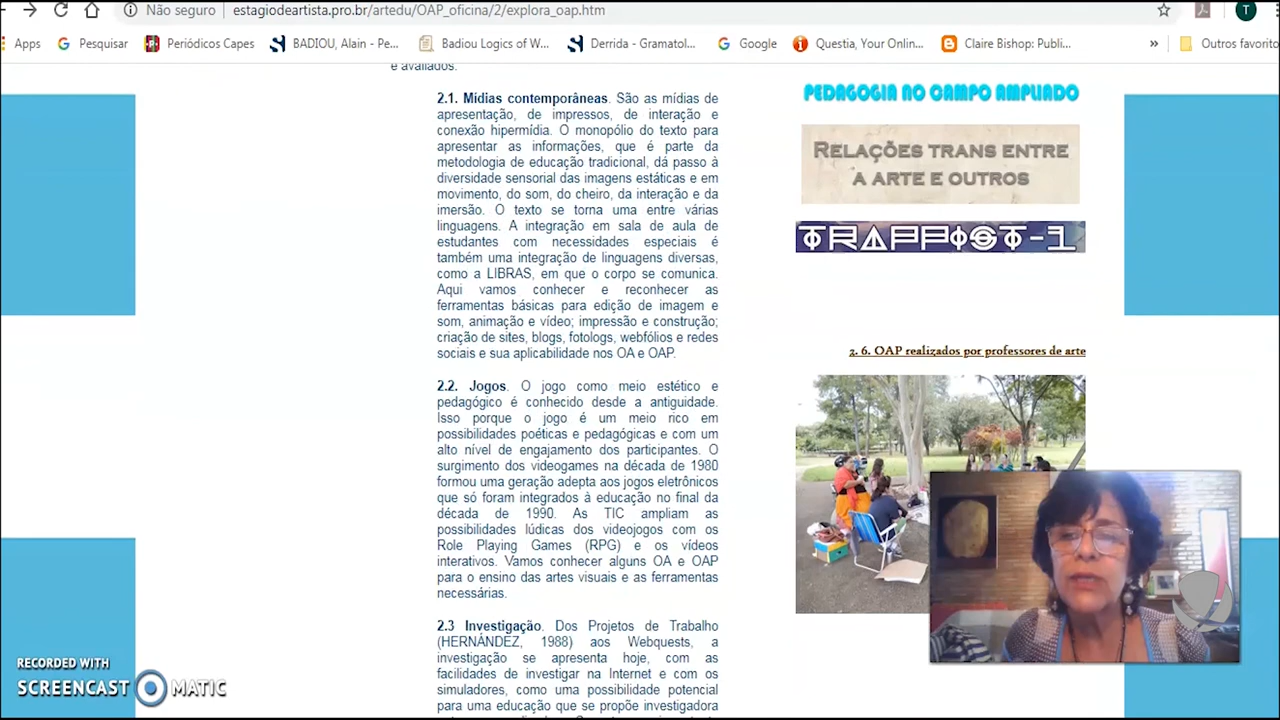 Não seguro
estagiodeartista.pro.br/artedu/OAP_oficina/2/explora_oap.htm
T
Apps
Pesquisar
Periódicos Capes
BADIOU, Alain - Pe...
Badiou Logics of W...
Derrida - Gramatol...
Google
Questia, Your Onlin...
Claire Bishop: Publi...
»
Outros favorito
e avaliados.
2.1. Mídias contemporâneas. São as mídias de
apresentação, de impressos, de interação e
conexão hipermídia. O monopólio do texto para
apresentar as informações, que é parte da
metodologia de educação tradicional, dá passo à
diversidade sensorial das imagens estáticas e em
movimento, do som, do cheiro, da interação e da
imersão. O texto se torna uma entre várias
linguagens. A integração em sala de aula de
estudantes com necessidades especiais é
também uma integração de linguagens diversas,
como a LIBRAS, em que o corpo se comunica.
Aqui vamos conhecer e reconhecer as
ferramentas básicas para edição de imagem e
som, animação e vídeo; impressão e construção;
criação de sites, blogs, fotologs, webfólios e redes
sociais e sua aplicabilidade nos OA e OAP.
2.2. Jogos. O jogo como meio estético e
pedagógico é conhecido desde a antiguidade.
Isso porque o jogo é um meio rico em
possibilidades poéticas e pedagógicas e com um
alto nível de engajamento dos participantes. O
surgimento dos videogames na década de 1980
formou uma geração adepta aos jogos eletrônicos
que só foram integrados à educação no final da
década de 1990. As TIC ampliam as
possibilidades lúdicas dos videojogos com os
Role Playing Games (RPG) e os vídeos
interativos. Vamos conhecer alguns OA e OAP
para o ensino das artes visuais e as ferramentas
necessárias.
2.3 Investigação. Dos Projetos de Trabalho
(HERNÁNDEZ, 1988) aos Webquests, a
investigação se apresenta hoje, com as
facilidades de investigar na Internet e com os
simuladores, como uma possibilidade potencial
para uma educação que se propõe investigadora
PEDAGOGIA NO CAMPO AMPLIADO
RELAÇÕES TRANS ENTRE
A ARTE E OUTROS
TRAPPIST-1
2. 6. OAP realizados por professores de arte
RECORDED WITH
SCREENCAST MATIC